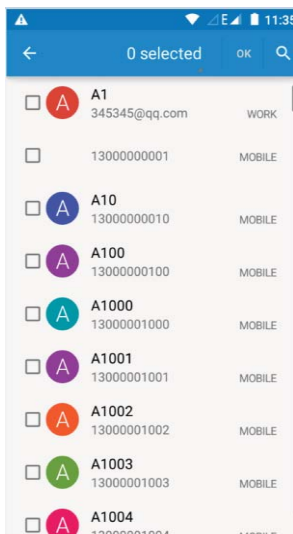 E 11:35
0 selected OK
A A1
345345@qq.com WORK
13000000001 MOBILE
A A10
13000000010 MOBILE
A A100
13000000100 MOBILE
A A1000
13000001000 MOBILE
A A1001
13000001001 MOBILE
A A1002
13000001002 MOBILE
A A1003
13000001003 MOBILE
A A1004